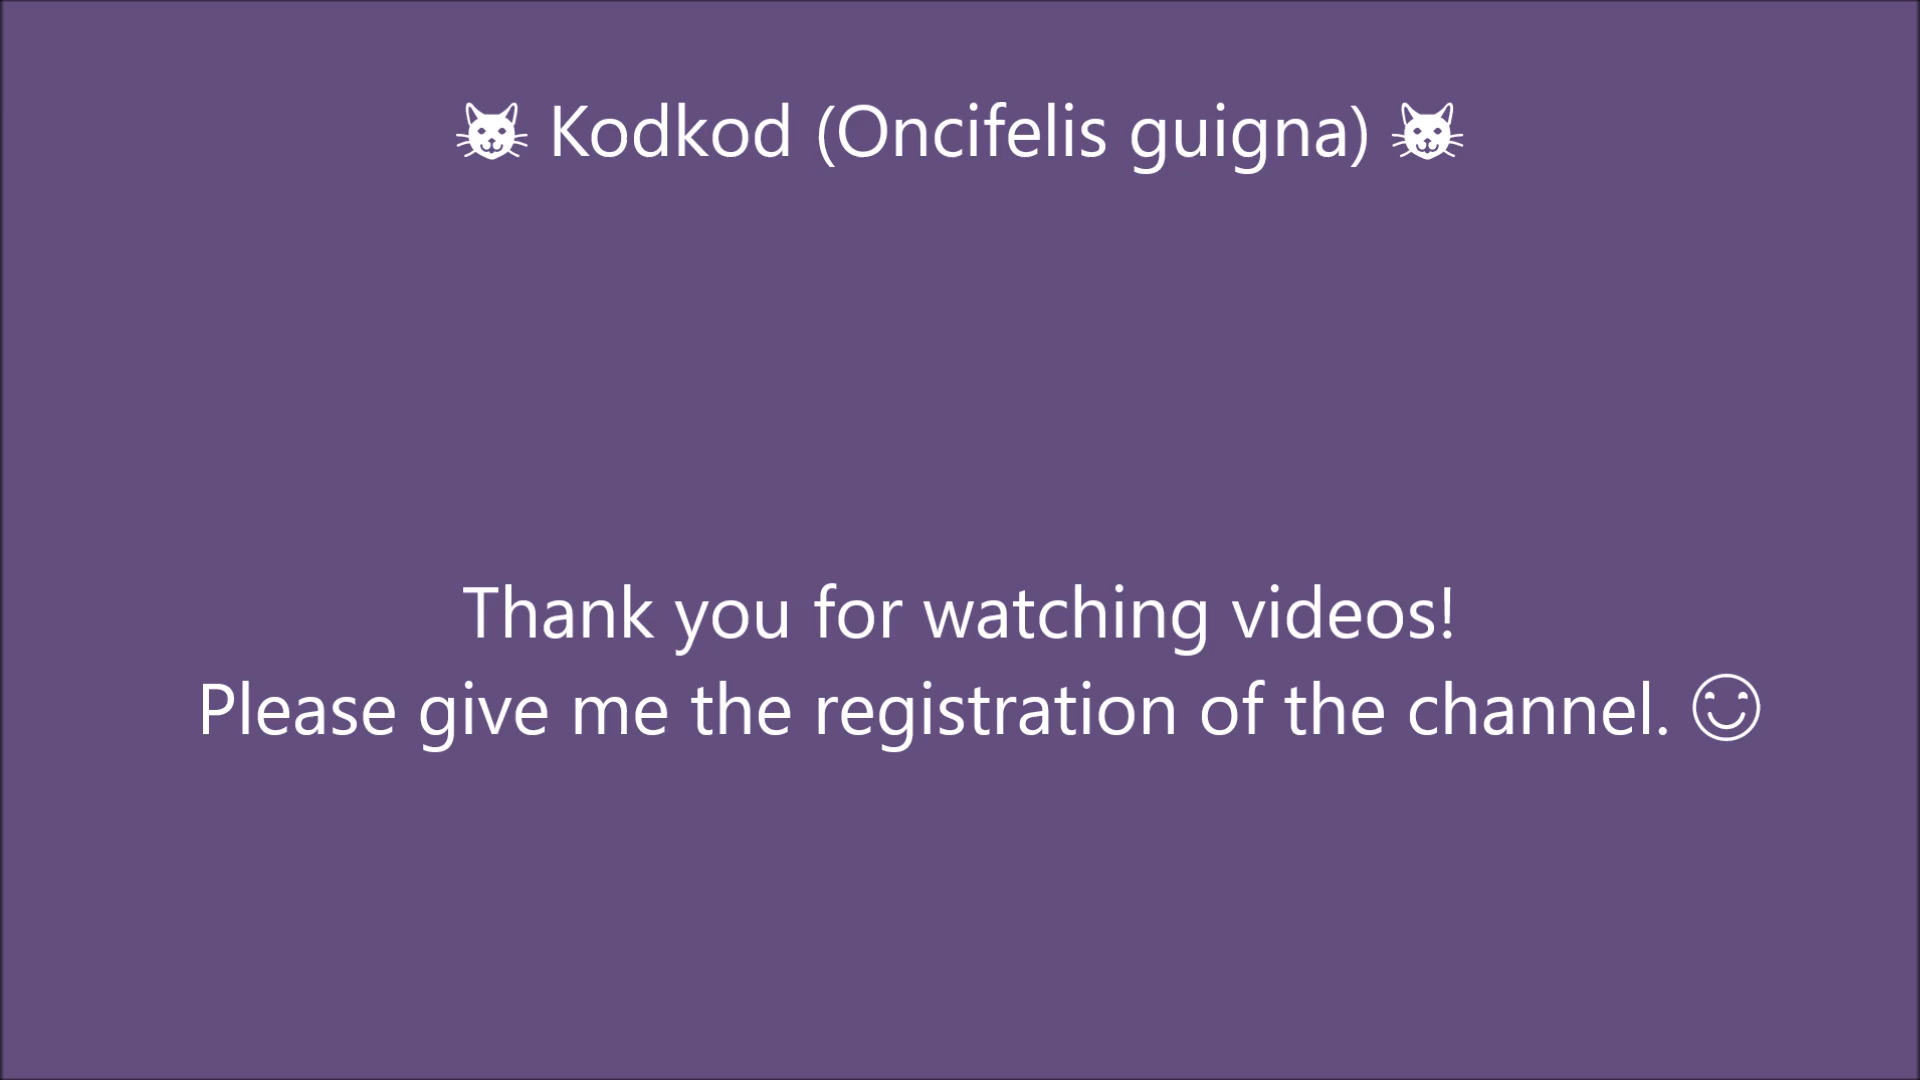 🐱 Kodkod (Oncifelis guigna) 🐱
Thank you for watching videos!
Please give me the registration of the channel. 😊